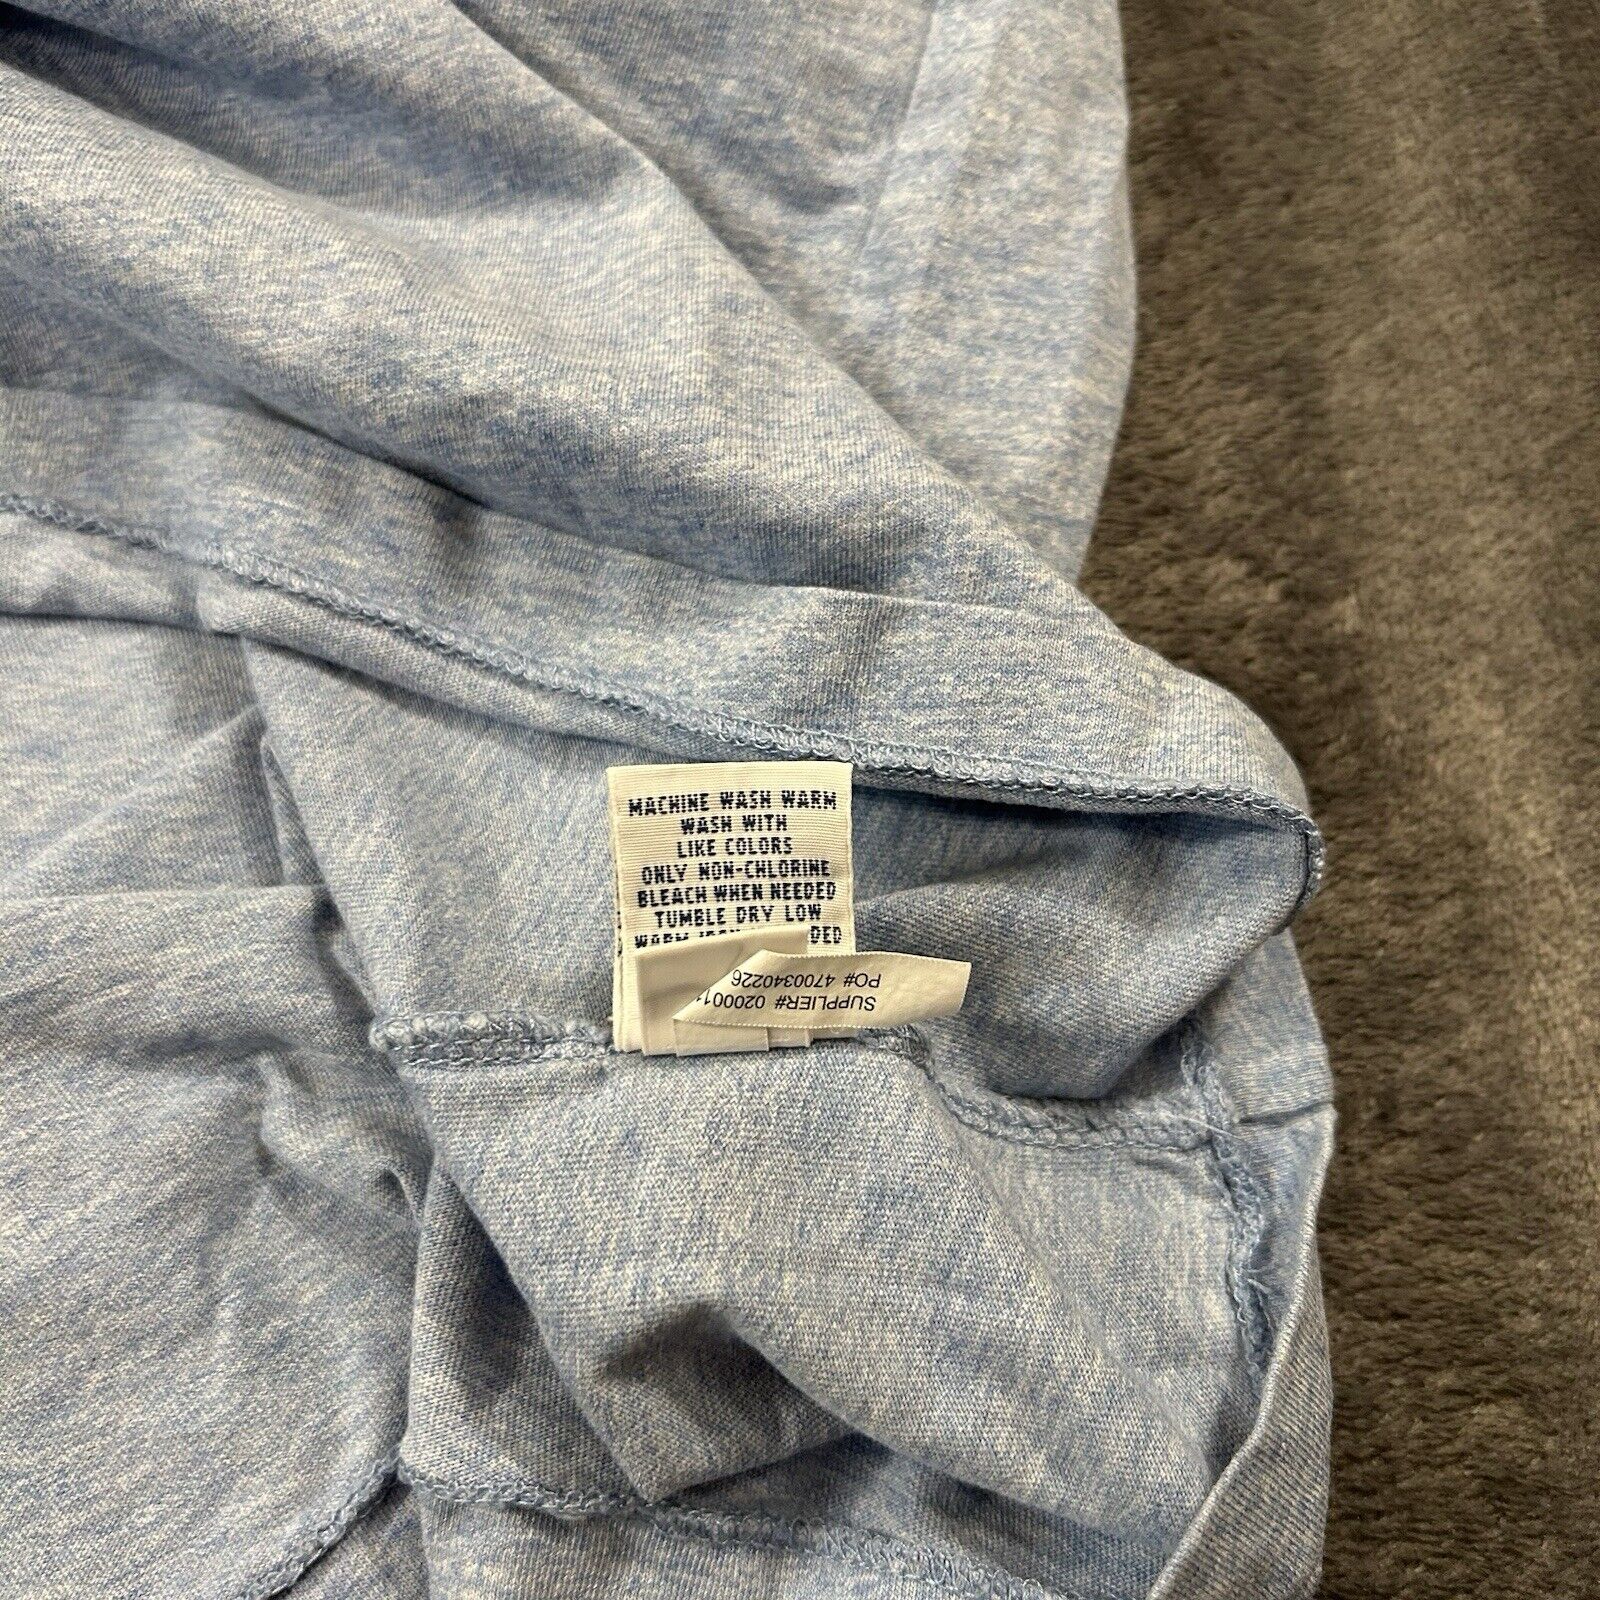 MACHINE WASH WARM
WASH WITH
LIKE COLORS
ONLY NON-CHLORINE
BLEACH WHEN NEEDED
TUMBLE DRY LOW
WARM
SUPPLIER#
PO# 4700340226